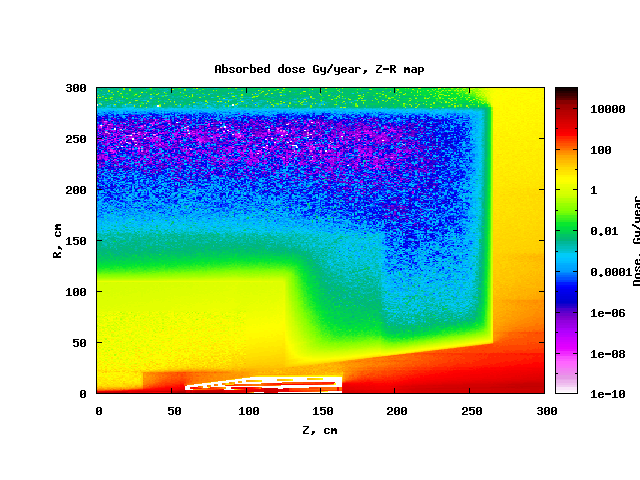 Absorbed dose Gy/year, Z-R map
300
250
200
150
100
50
0
R, cm
0 50 100 150 200 250 300
Z, cm
10000
100
1
0.01
0.0001
1e-06
1e-08
1e-10
Dose, Gy/year